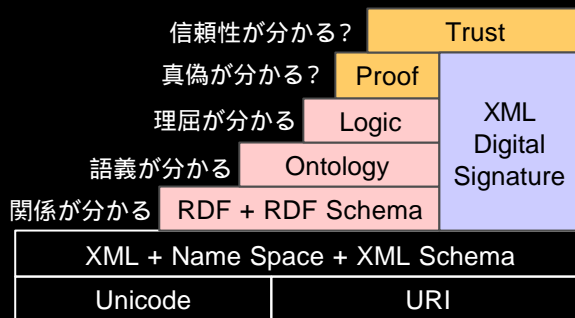 信頼性が分かる？ Trust
真偽が分かる？ Proof
XML
Digital
Signature
理屈が分かる Logic
語義が分かる Ontology
関係が分かる RDF + RDF Schema
XML + Name Space + XML Schema
Unicode URI